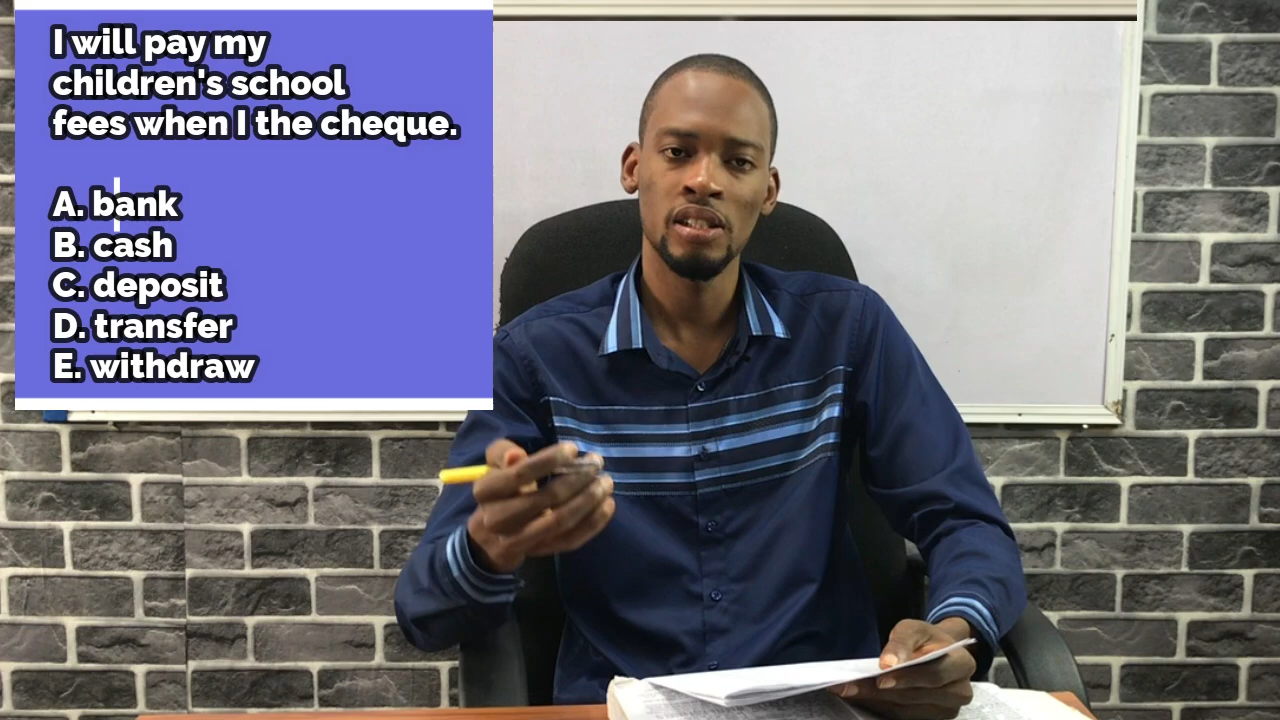 I will pay my
children's school
fees when I the cheque.
A. bank
B. cash
C. deposit
D. transfer
E. withdraw